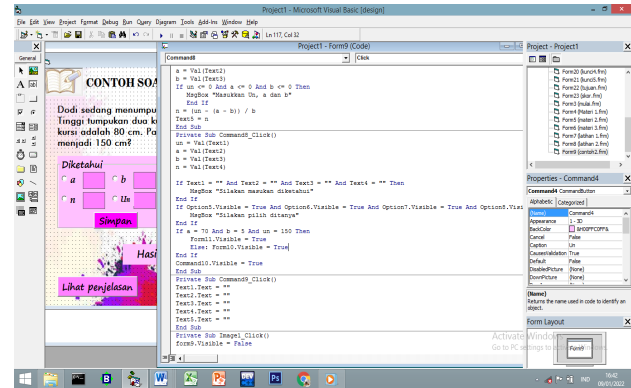 Project1 - Microsoft Visual Basic [design]
File Edit View Project Format Debug Run Query Diagram Tools Add-Ins Window Help
Ln 117, Col 32
General
CONTOH SOA
Dodi sedang menumpu
Tinggi tumpukan dua k
kursi adalah 80 cm. Pa
menjadi 150 cm?
Diketahui
a b
n Un
Simpan
Hasi
Lihat penjelasan
Project1 - Form9 (Code)
Command8 Click
a = Val(Text2)
b = Val(Text3)
If un <= 0 And a <= 0 And b <= 0 Then
MsgBox "Masukkan Un, a dan b"
End If
n = (un - (a - b)) / b
Text5 = n
End Sub
Private Sub Command8_Click()
un = Val(Text1)
a = Val(Text2)
b = Val(Text3)
n = Val(Text4)
If Text1 = "" And Text2 = "" And Text3 = "" And Text4 = "" Then
MsgBox "Silakan masukan diketahui"
End If
If Option5.Visible = True And Option6.Visible = True And Option7.Visible = True And Option8.Visi
MsgBox "Silakan pilih ditanya"
End If
If a = 70 And b = 5 And un = 150 Then
Form11.Visible = True
Else: Form10.Visible = True
End If
Command10.Visible = True
End Sub
Private Sub Command9_Click()
Text1.Text = ""
Text2.Text = ""
Text3.Text = ""
Text4.Text = ""
Text5.Text = ""
End Sub
Private Sub Image1_Click()
form9.Visible = False
Project - Project1
Form20 (kunci4.frm)
Form21 (kunci5.frm)
Form22 (tujuan.frm)
Form23 (skor.frm)
Form3 (mulai.frm)
Form4 (Materi 1.frm)
Form5 (materi 2.frm)
Form6 (materi 3.frm)
Form7 (latihan 1.frm)
Form8 (latihan 2.frm)
Form9 (contoh2.frm)
Properties - Command4
Command4 CommandButton
Alphabetic Categorized
(Name) Command4
Appearance 1 - 3D
BackColor &H00FFC0FF&
Cancel False
Caption Un
CausesValidation True
Default False
DisabledPicture (None)
DownPicture (None)
(Name)
Returns the name used in code to identify an object.
Form Layout
Form9
Activate Windows
Go to PC settings to
IND
16:42
09/01/2022